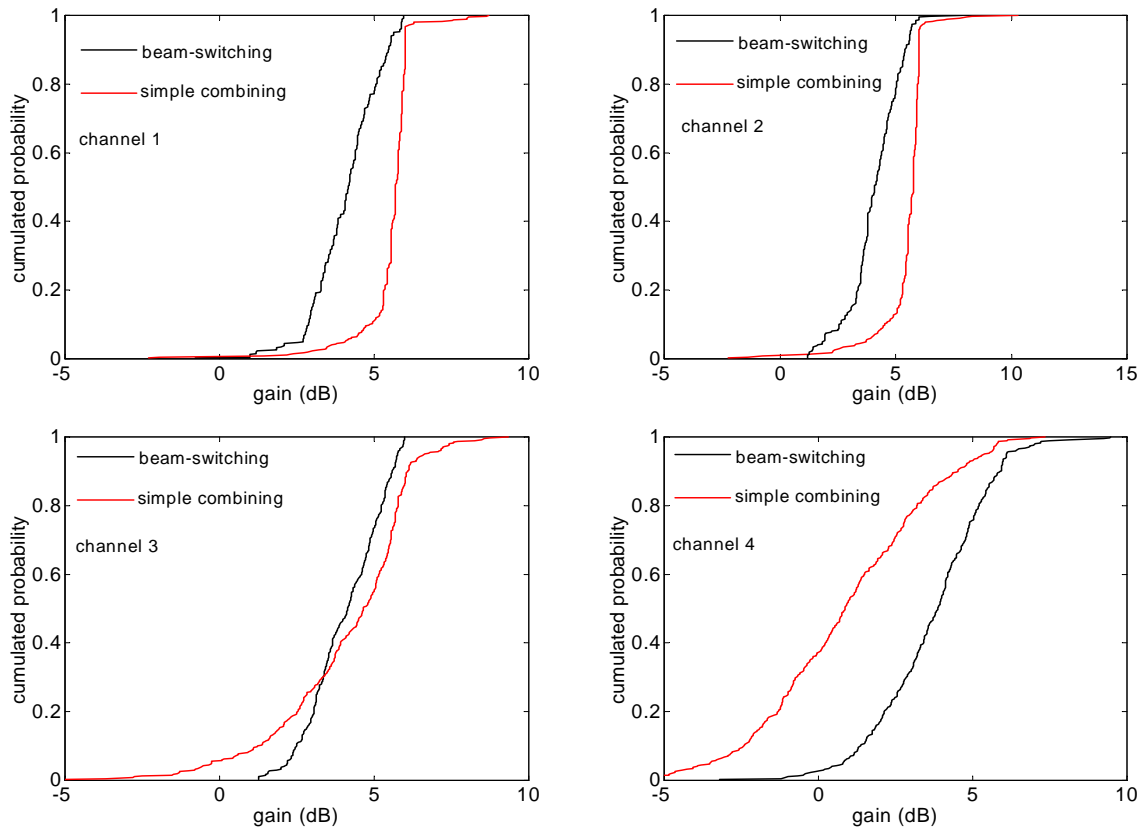 1
0.8
0.6
0.4
0.2
0
cumulated probability
beam-switching
simple combining
channel 1
-5
0
5
10
gain (dB)
1
0.8
0.6
0.4
0.2
0
cumulated probability
beam-switching
simple combining
channel 2
-5
0
5
10
15
gain (dB)
1
0.8
0.6
0.4
0.2
0
cumulated probability
beam-switching
simple combining
channel 3
-5
0
5
10
gain (dB)
1
0.8
0.6
0.4
0.2
0
cumulated probability
beam-switching
simple combining
channel 4
-5
0
5
10
gain (dB)